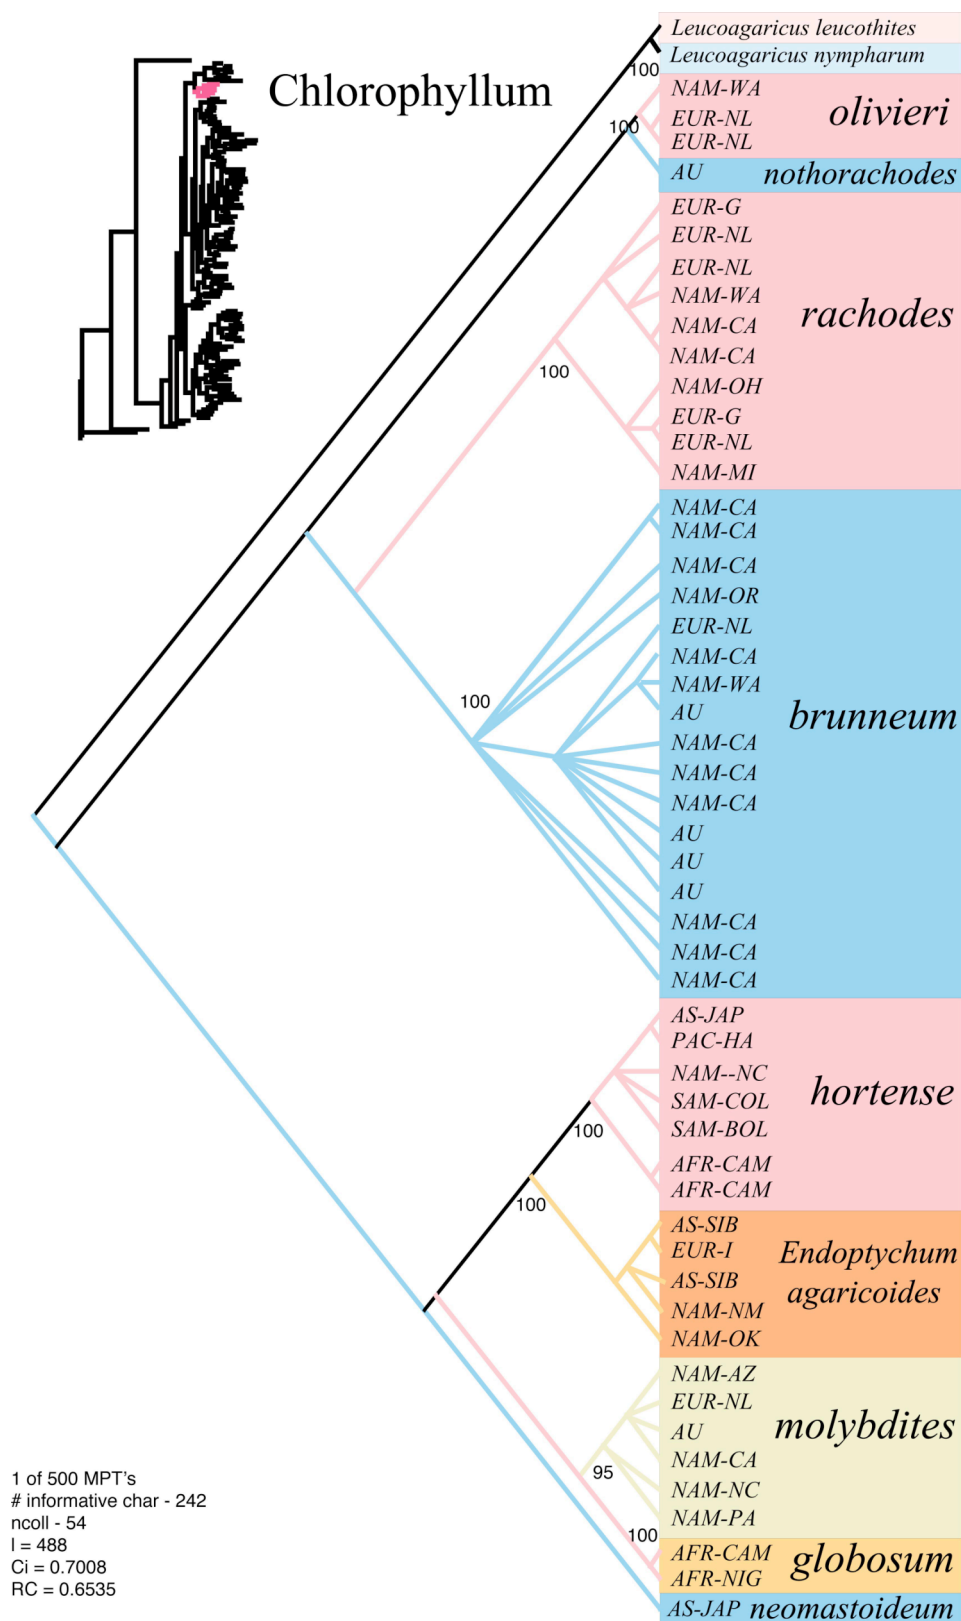 Chlorophyllum
Leucoagaricus leucothites
Leucoagaricus nympharum
100
NAM-WA
EUR-NL
EUR-NL
olivieri
100
AU nothorachodes
EUR-G
EUR-NL
EUR-NL
NAM-WA
NAM-CA
NAM-CA
NAM-OH
EUR-G
EUR-NL
NAM-MI
rachodes
100
NAM-CA
NAM-CA
NAM-CA
NAM-OR
EUR-NL
NAM-CA
NAM-WA
AU
NAM-CA
NAM-CA
NAM-CA
AU
AU
AU
NAM-CA
NAM-CA
NAM-CA
brunneum
100
AS-JAP
PAC-HA
NAM--NC
SAM-COL
SAM-BOL
AFR-CAM
AFR-CAM
hortense
100
100
AS-SIB
EUR-I
AS-SIB
NAM-NM
NAM-OK
Endoptychum
agaricoides
NAM-AZ
EUR-NL
AU
NAM-CA
NAM-NC
NAM-PA
molybdites
95
100
AFR-CAM
AFR-NIG
globosum
AS-JAP neomastoideum
1 of 500 MPT's
# informative char - 242
ncoll - 54
l = 488
Ci = 0.7008
RC = 0.6535